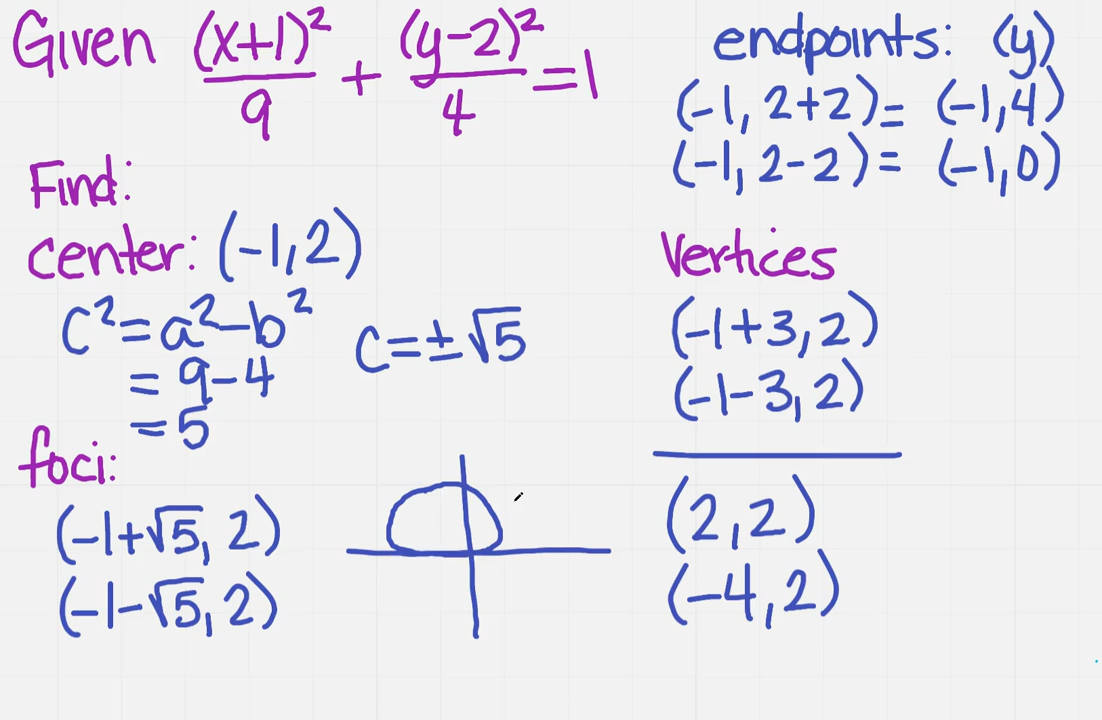 Given (x+1)²/9 + (y-2)²/4 = 1
Find:
center: (-1, 2)
c² = a² - b²
= 9 - 4
= 5
c = ± √5
foci:
(-1+√5, 2)
(-1-√5, 2)
endpoints: (y)
(-1, 2+2) = (-1, 4)
(-1, 2-2) = (-1, 0)
Vertices
(-1+3, 2)
(-1-3, 2)
(2, 2)
(-4, 2)